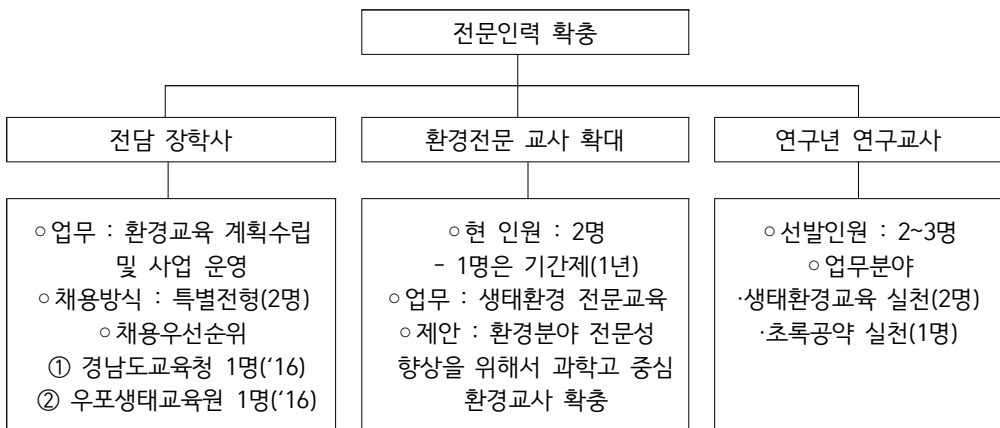 전문인력 확충
전담 장학사
환경전문 교사 확대
연구년 연구교사
○업무 : 환경교육 계획수립
및 사업 운영
○채용방식 : 특별전형(2명)
○채용우선순위
① 경남도교육청 1명(‘16)
② 우포생태교육원 1명(‘16)
○현 인원 : 2명
- 1명은 기간제(1년)
○업무 : 생태환경 전문교육
○제안 : 환경분야 전문성
향상을 위해서 과학고 중심
환경교사 확충
○선발인원 : 2~3명
○업무분야
·생태환경교육 실천(2명)
·초록공약 실천(1명)